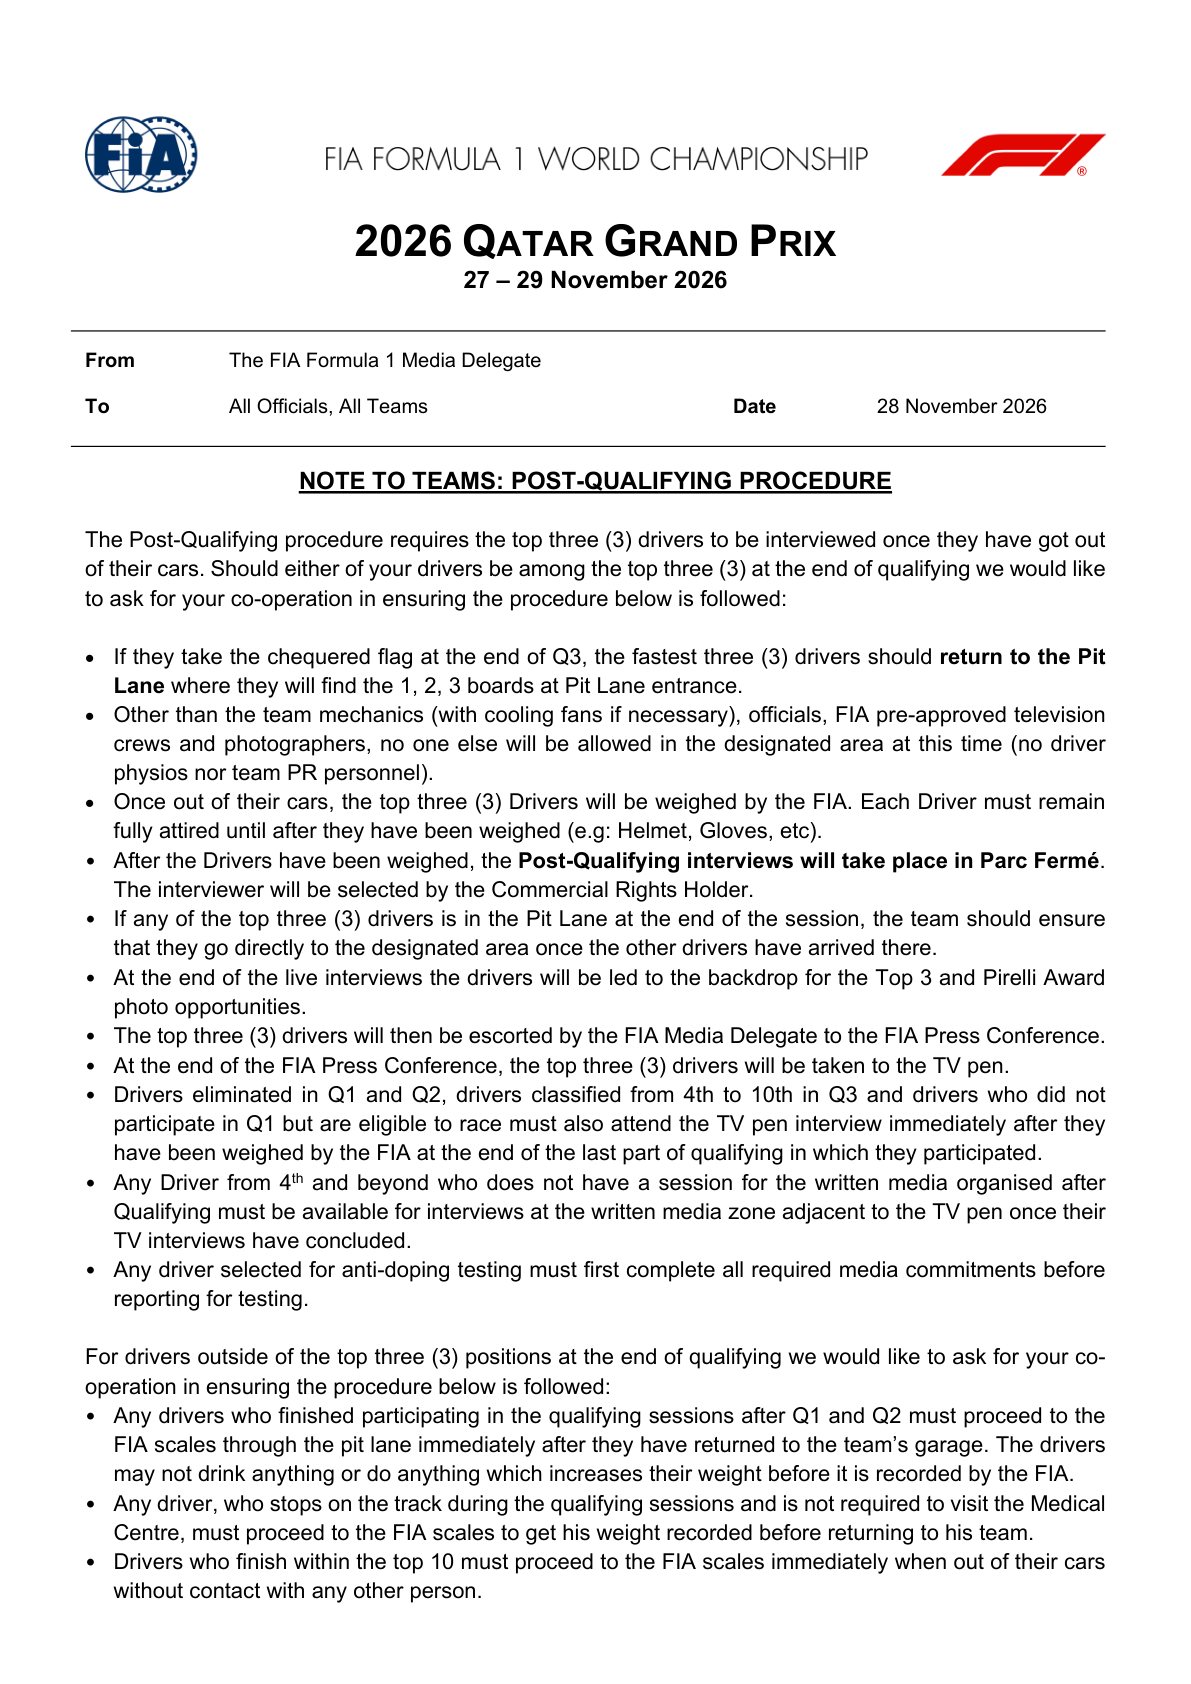 FIA
FIA FORMULA 1 WORLD CHAMPIONSHIP
F1®
2026 QATAR GRAND PRIX
27 – 29 November 2026
From The FIA Formula 1 Media Delegate
To All Officials, All Teams Date 28 November 2026
NOTE TO TEAMS: POST-QUALIFYING PROCEDURE
The Post-Qualifying procedure requires the top three (3) drivers to be interviewed once they have got out
of their cars. Should either of your drivers be among the top three (3) at the end of qualifying we would like
to ask for your co-operation in ensuring the procedure below is followed:
• If they take the chequered flag at the end of Q3, the fastest three (3) drivers should return to the Pit
Lane where they will find the 1, 2, 3 boards at Pit Lane entrance.
• Other than the team mechanics (with cooling fans if necessary), officials, FIA pre-approved television
crews and photographers, no one else will be allowed in the designated area at this time (no driver
physios nor team PR personnel).
• Once out of their cars, the top three (3) Drivers will be weighed by the FIA. Each Driver must remain
fully attired until after they have been weighed (e.g: Helmet, Gloves, etc).
• After the Drivers have been weighed, the Post-Qualifying interviews will take place in Parc Fermé.
The interviewer will be selected by the Commercial Rights Holder.
• If any of the top three (3) drivers is in the Pit Lane at the end of the session, the team should ensure
that they go directly to the designated area once the other drivers have arrived there.
• At the end of the live interviews the drivers will be led to the backdrop for the Top 3 and Pirelli Award
photo opportunities.
• The top three (3) drivers will then be escorted by the FIA Media Delegate to the FIA Press Conference.
• At the end of the FIA Press Conference, the top three (3) drivers will be taken to the TV pen.
• Drivers eliminated in Q1 and Q2, drivers classified from 4th to 10th in Q3 and drivers who did not
participate in Q1 but are eligible to race must also attend the TV pen interview immediately after they
have been weighed by the FIA at the end of the last part of qualifying in which they participated.
• Any Driver from 4th and beyond who does not have a session for the written media organised after
Qualifying must be available for interviews at the written media zone adjacent to the TV pen once their
TV interviews have concluded.
• Any driver selected for anti-doping testing must first complete all required media commitments before
reporting for testing.
For drivers outside of the top three (3) positions at the end of qualifying we would like to ask for your co-
operation in ensuring the procedure below is followed:
• Any drivers who finished participating in the qualifying sessions after Q1 and Q2 must proceed to the
FIA scales through the pit lane immediately after they have returned to the team’s garage. The drivers
may not drink anything or do anything which increases their weight before it is recorded by the FIA.
• Any driver, who stops on the track during the qualifying sessions and is not required to visit the Medical
Centre, must proceed to the FIA scales to get his weight recorded before returning to his team.
• Drivers who finish within the top 10 must proceed to the FIA scales immediately when out of their cars
without contact with any other person.